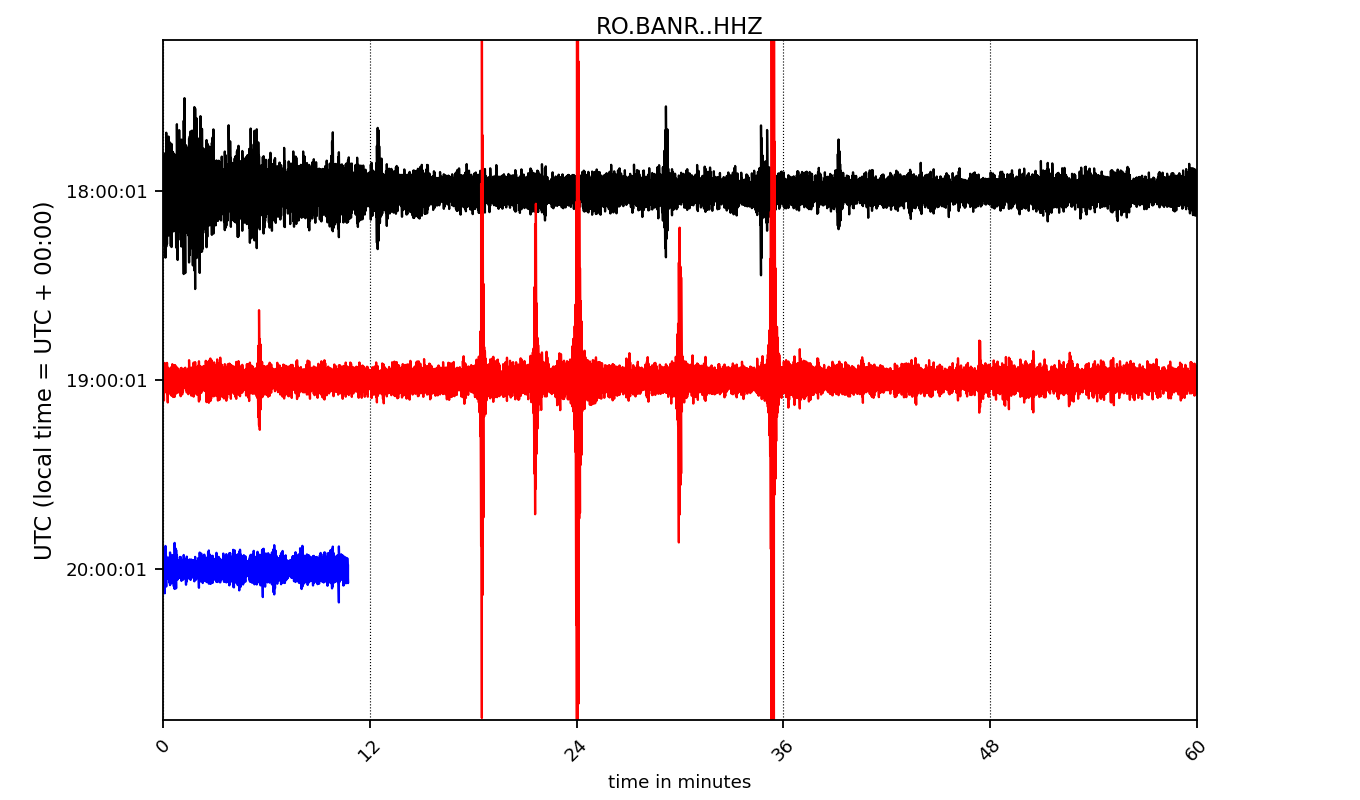 RO.BANR..HHZ
UTC (local time = UTC + 00:00)
18:00:01
19:00:01
20:00:01
0 12 24 36 48 60
time in minutes